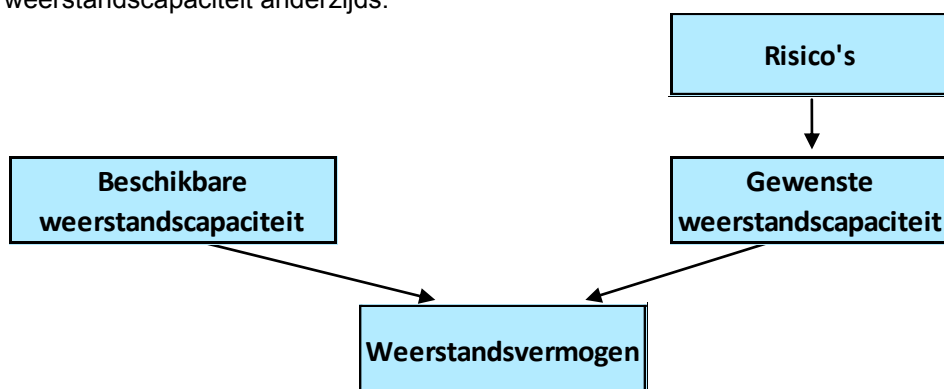 weerstandscapaciteit anderzijds.
Risico's
Beschikbare
weerstandscapaciteit
Gewenste
weerstandscapaciteit
Weerstandsvermogen